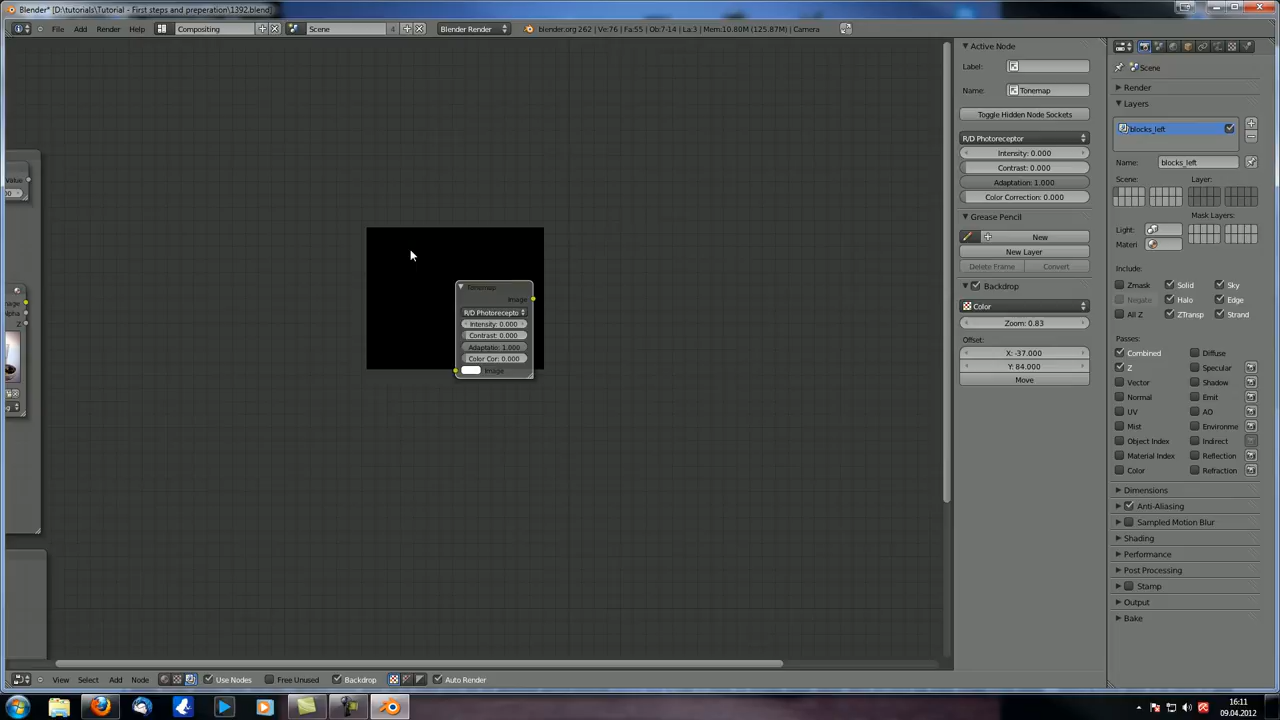 Blender* [D:\tutorials\Tutorial - First steps and preperation\1392.blend]
File Add Render Help Compositing Scene 4 Blender Render blender.org 262 | Ve:76 | Fa:55 | Ob:7-14 | La:3 | Mem:10.80M (125.87M) | Camera
Active Node
Label:
Name: Tonemap
Toggle Hidden Node Sockets
R/D Photoreceptor
Intensity: 0.000
Contrast: 0.000
Adaptation: 1.000
Color Correction: 0.000
Grease Pencil
New
New Layer
Delete Frame Convert
Backdrop
Color
Zoom: 0.83
Offset:
X: -37.000
Y: 84.000
Move
Scene
Render
Layers
blocks_left
Name: blocks_left
Scene: Layer:
Mask Layers:
Light:
Materi
Include:
Zmask Solid Sky
Negate Halo Edge
All Z ZTransp Strand
Passes:
Combined Diffuse
Z Specular
Vector Shadow
Normal Emit
UV AO
Mist Environme
Object Index Indirect
Material Index Reflection
Color Refraction
Dimensions
Anti-Aliasing
Sampled Motion Blur
Shading
Performance
Post Processing
Stamp
Output
Bake
Value
00
Image
Alpha
Z
Tonemap
Image
R/D Photorecepto
Intensity: 0.000
Contrast: 0.000
Adaptatio: 1.000
Color Cor: 0.000
Image
View Select Add Node Use Nodes Free Unused Backdrop Auto Render
16:11
09.04.2012